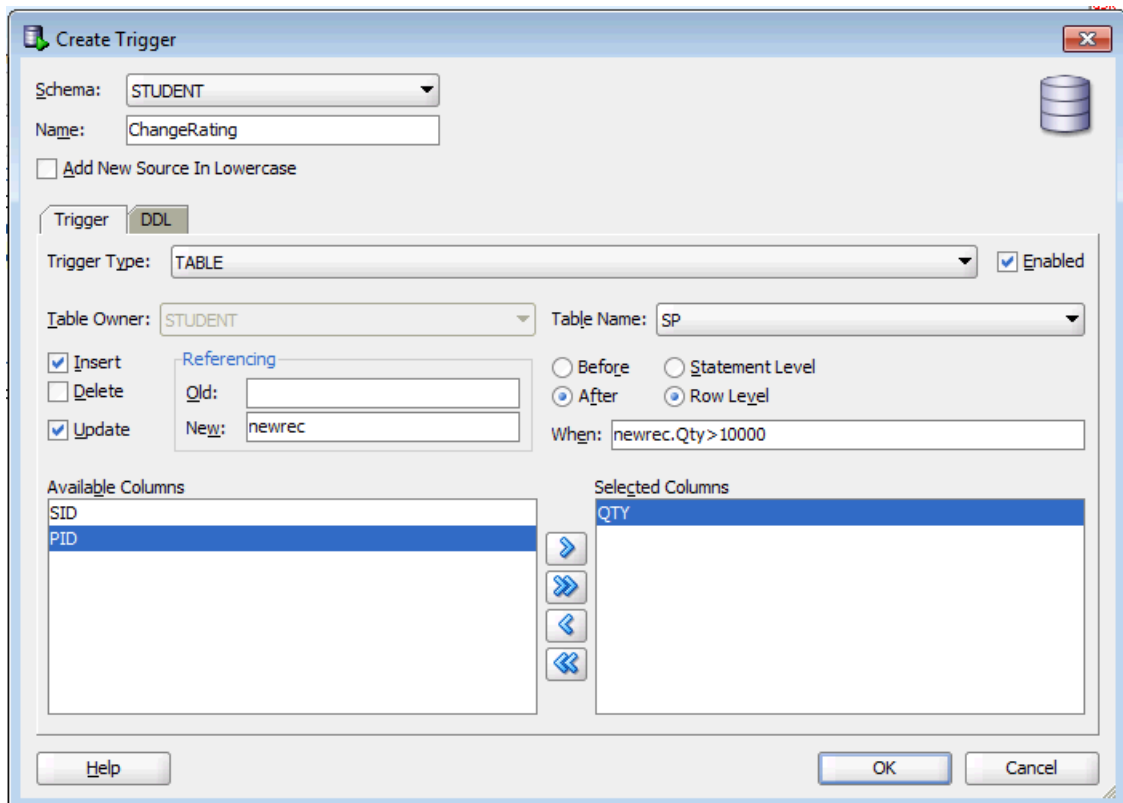 Create Trigger
Schema: STUDENT
Name: ChangeRating
Add New Source In Lowercase
Trigger DDL
Trigger Type: TABLE Enabled
Table Owner: STUDENT Table Name: SP
Insert Referencing Before Statement Level
Delete Old: After Row Level
Update New: newrec When: newrec.Qty>10000
Available Columns Selected Columns
SID QTY
PID
Help OK Cancel